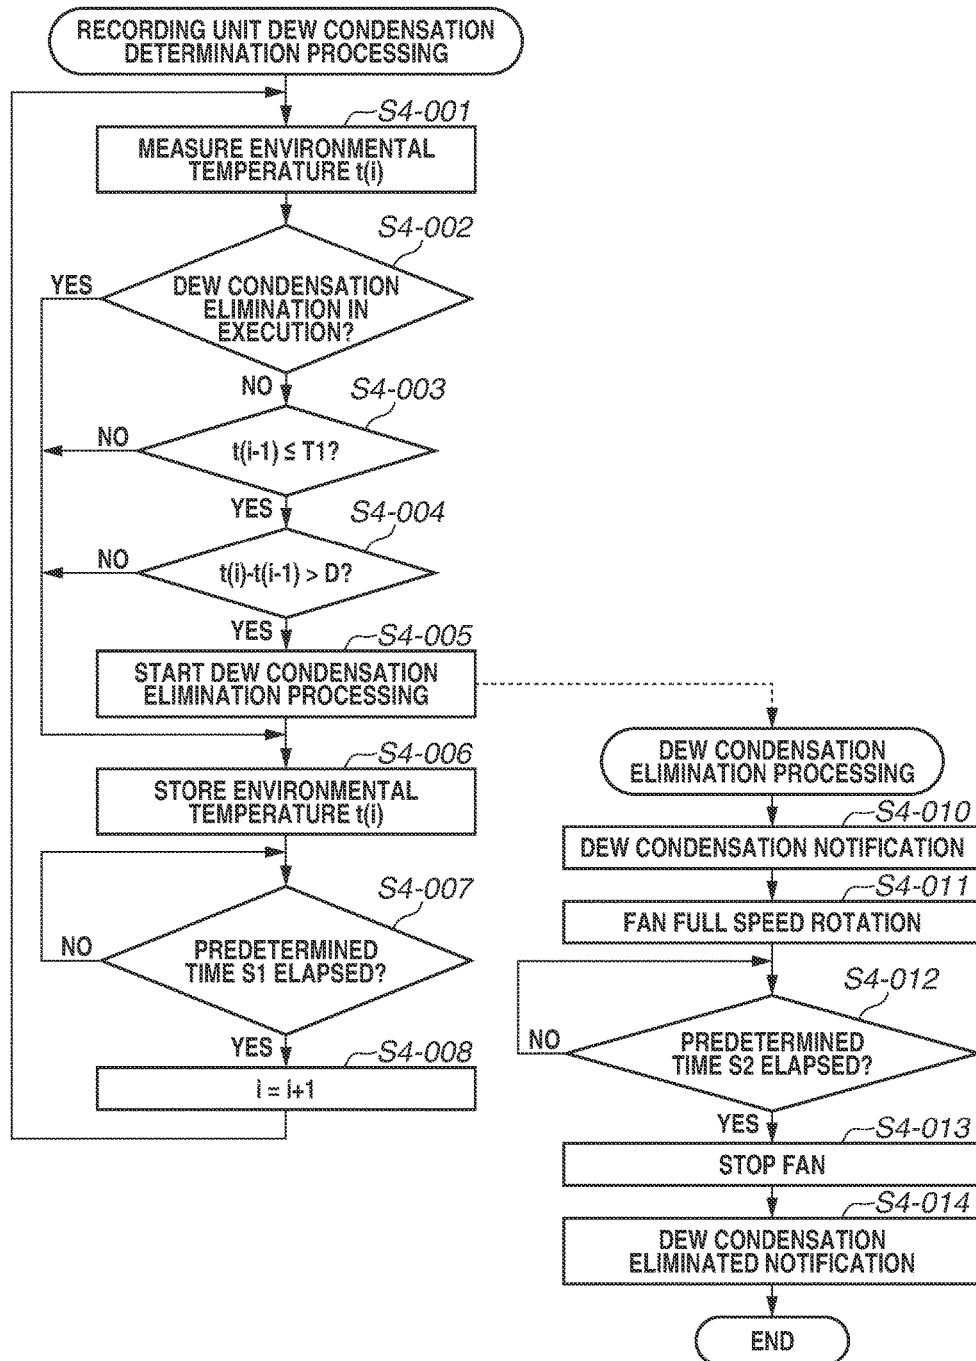 RECORDING UNIT DEW CONDENSATION
DETERMINATION PROCESSING
S4-001
MEASURE ENVIRONMENTAL
TEMPERATURE t(i)
S4-002
YES
DEW CONDENSATION
ELIMINATION IN
EXECUTION?
NO
S4-003
NO
t(i-1) ≤ T1?
YES
S4-004
NO
t(i)-t(i-1) > D?
YES
S4-005
START DEW CONDENSATION
ELIMINATION PROCESSING
S4-006
STORE ENVIRONMENTAL
TEMPERATURE t(i)
S4-007
NO
PREDETERMINED
TIME S1 ELAPSED?
YES
S4-008
i = i+1
DEW CONDENSATION
ELIMINATION PROCESSING
S4-010
DEW CONDENSATION NOTIFICATION
S4-011
FAN FULL SPEED ROTATION
S4-012
NO
PREDETERMINED
TIME S2 ELAPSED?
YES
S4-013
STOP FAN
S4-014
DEW CONDENSATION
ELIMINATED NOTIFICATION
END